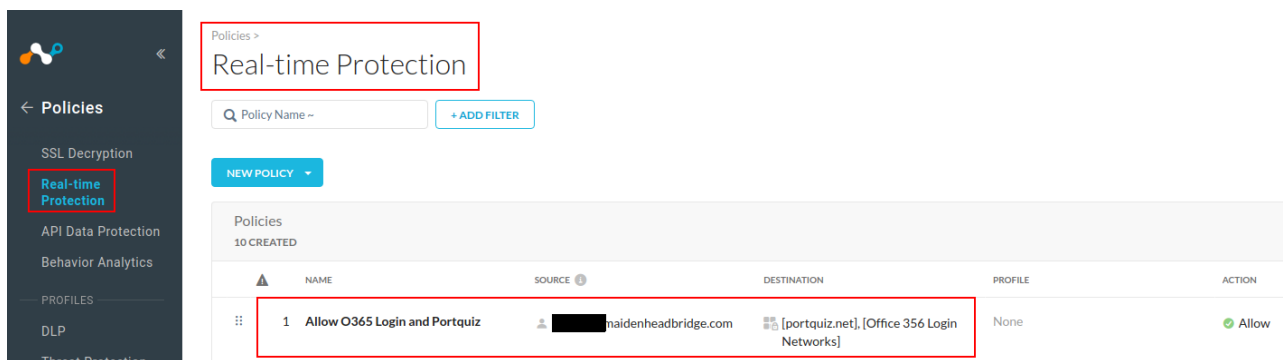 Policies >
Real-time Protection
Policies
Policy Name ~
+ ADD FILTER
SSL Decryption
Real-time
Protection
NEW POLICY
API Data Protection
Policies
10 CREATED
Behavior Analytics
NAME
SOURCE
DESTINATION
PROFILE
ACTION
PROFILES
1 Allow O365 Login and Portquiz
maidenheadbridge.com
[portquiz.net], [Office 356 Login
Networks]
None
Allow
DLP
Threat Protection